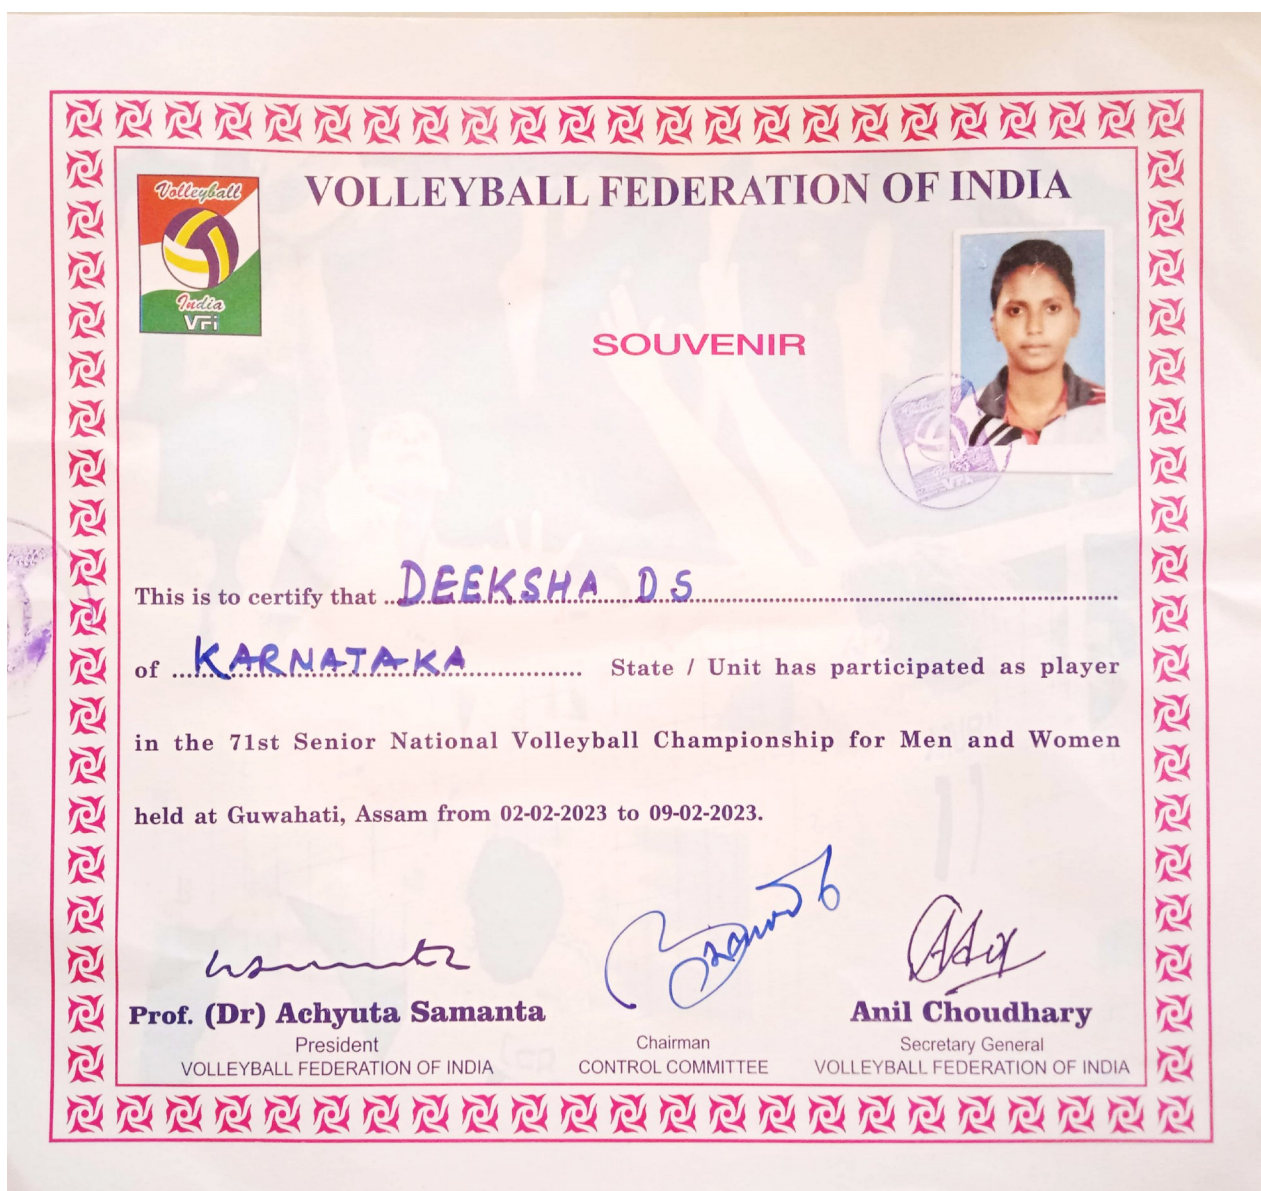 Volleyball
India
VFi
VOLLEYBALL FEDERATION OF INDIA
SOUVENIR
This is to certify that DEEKSHA D S
of KARNATAKA State / Unit has participated as player
in the 71st Senior National Volleyball Championship for Men and Women
held at Guwahati, Assam from 02-02-2023 to 09-02-2023.
Prof. (Dr) Achyuta Samanta
President
VOLLEYBALL FEDERATION OF INDIA
Chairman
CONTROL COMMITTEE
Anil Choudhary
Secretary General
VOLLEYBALL FEDERATION OF INDIA